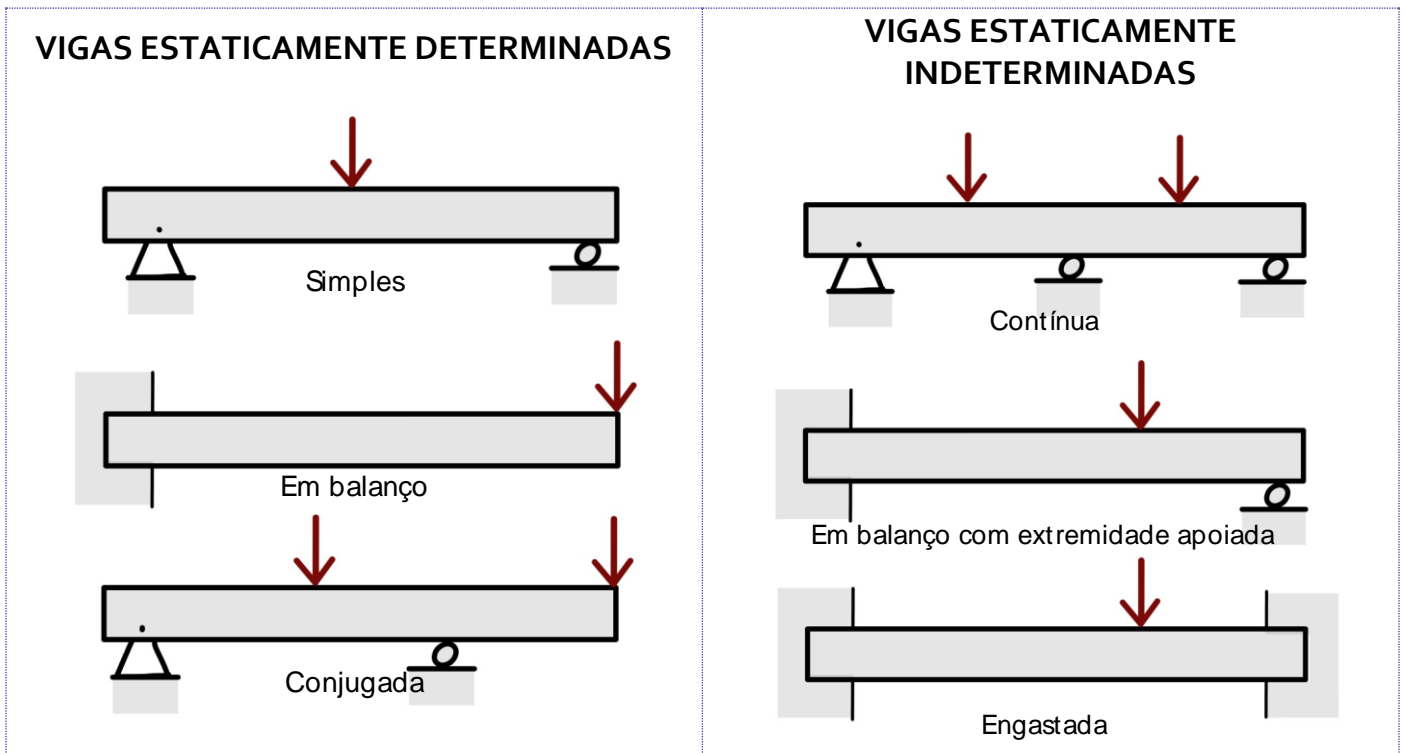 VIGAS ESTATICAMENTE DETERMINADAS
Simples
Em balanço
Conjugada
VIGAS ESTATICAMENTE
INDETERMINADAS
Contínua
Em balanço com extremidade apoiada
Engastada